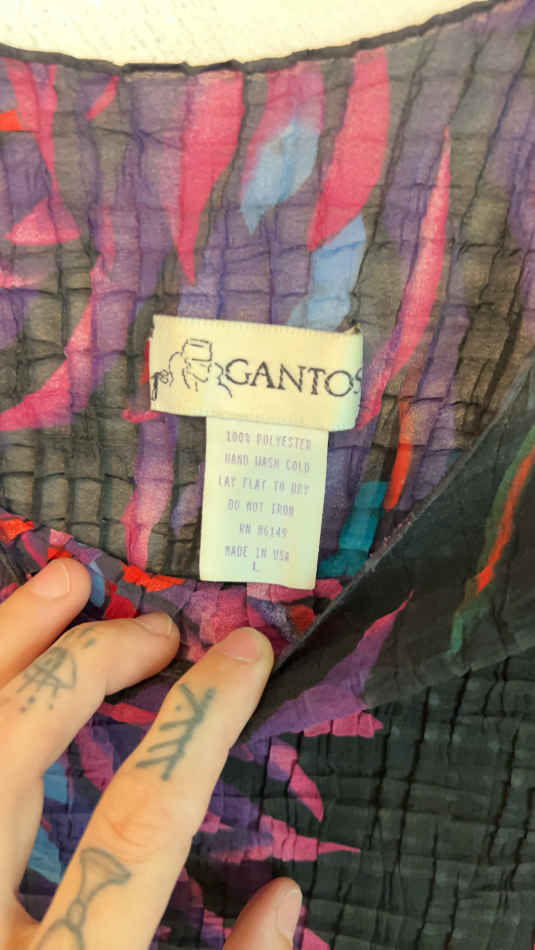 GANTOS
100% POLYESTER
HAND WASH COLD
LAY FLAT TO DRY
DO NOT IRON
RN 86149
MADE IN USA
L